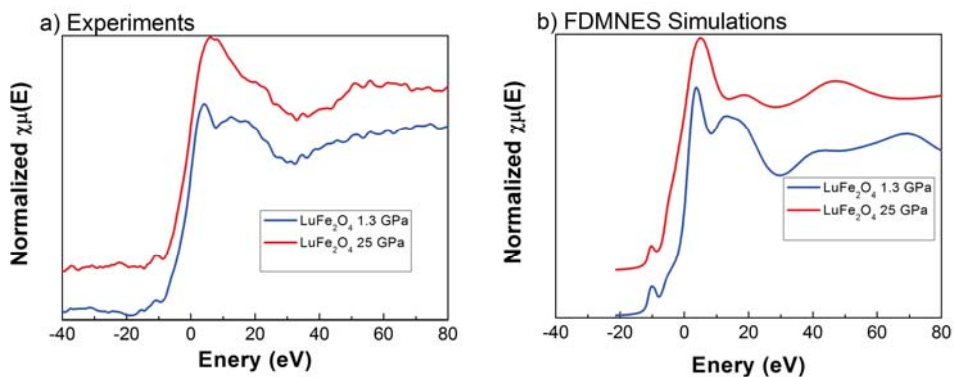 a) Experiments
Normalized χμ(E)
LuFe₂O₄ 1.3 GPa
LuFe₂O₄ 25 GPa
-40 -20 0 20 40 60 80
Enery (eV)
b) FDMNES Simulations
Normalized χμ(E)
LuFe₂O₄ 1.3 GPa
LuFe₂O₄ 25 GPa
-40 -20 0 20 40 60 80
Enery (eV)